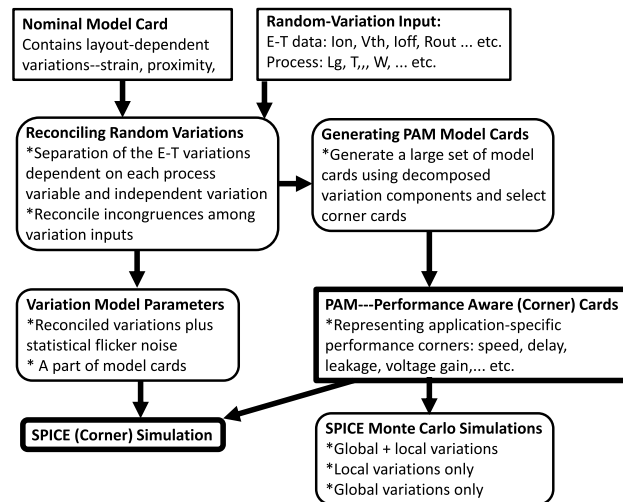 Nominal Model Card
Contains layout-dependent
variations--strain, proximity,
Random-Variation Input:
E-T data: Ion, Vth, Ioff, Rout ... etc.
Process: Lg, T,,, W, ... etc.
Reconciling Random Variations
*Separation of the E-T variations
dependent on each process
variable and independent variation
*Reconcile incongruences among
variation inputs
Generating PAM Model Cards
*Generate a large set of model
cards using decomposed
variation components and select
corner cards
Variation Model Parameters
*Reconciled variations plus
statistical flicker noise
* A part of model cards
PAM---Performance Aware (Corner) Cards
*Representing application-specific
performance corners: speed, delay,
leakage, voltage gain,... etc.
SPICE (Corner) Simulation
SPICE Monte Carlo Simulations
*Global + local variations
*Local variations only
*Global variations only